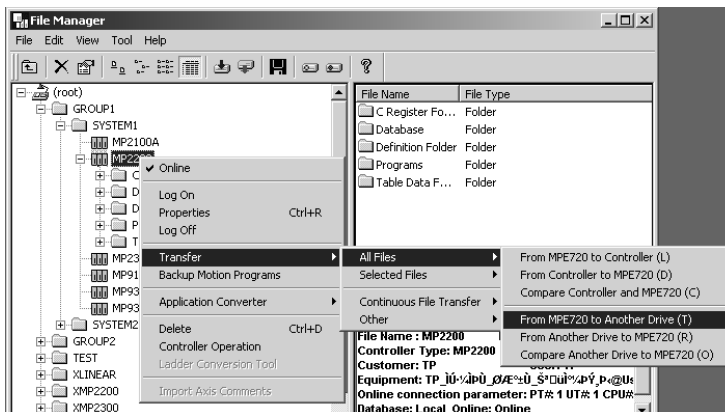 File Manager
File Edit View Tool Help
(root)
GROUP1
SYSTEM1
MP2100A
MP2200
C
D
D
P
T
MP23
MP91
MP93
MP93
SYSTEM2
GROUP2
TEST
XLINEAR
XMP2200
XMP2300
File Name File Type
C Register Fo... Folder
Database Folder
Definition Folder Folder
Programs Folder
Table Data F... Folder
Online
Log On
Properties Ctrl+R
Log Off
Transfer
Backup Motion Programs
Application Converter
Delete Ctrl+D
Controller Operation
Ladder Conversion Tool
Import Axis Comments
All Files
Selected Files
Continuous File Transfer
Other
From MPE720 to Controller (L)
From Controller to MPE720 (D)
Compare Controller and MPE720 (C)
From MPE720 to Another Drive (T)
From Another Drive to MPE720 (R)
Compare Another Drive to MPE720 (O)
File Name : MP2200
Controller Type: MP2200
Customer: TP
Equipment: TP
Online connection parameter: PT#: 1 UT#: 1 CPU#:
Database: Local Online: Online